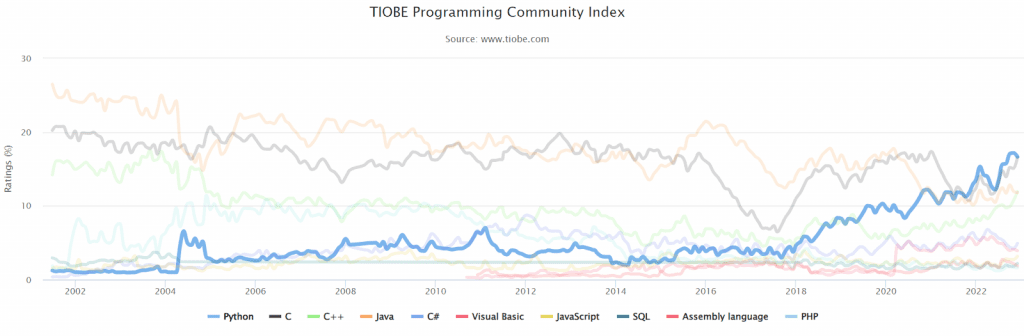 TIOBE Programming Community Index
Source: www.tiobe.com
Ratings (%)
30
20
10
0
2002 2004 2006 2008 2010 2012 2014 2016 2018 2020 2022
Python C C++ Java C# Visual Basic JavaScript SQL Assembly language PHP